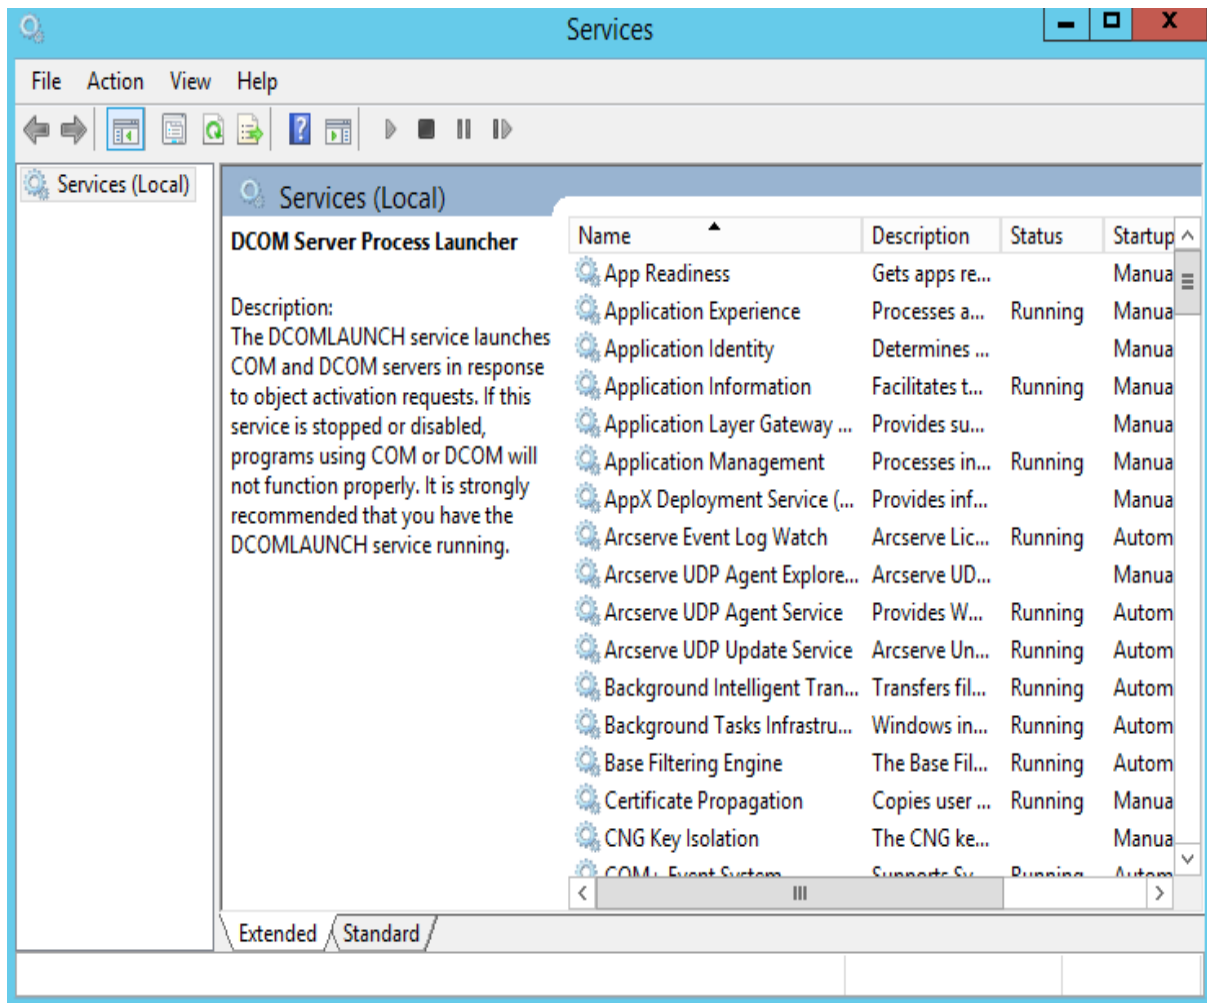 Services
X
File Action View Help
Services (Local)
Services (Local)
DCOM Server Process Launcher
Description:
The DCOMLAUNCH service launches
COM and DCOM servers in response
to object activation requests. If this
service is stopped or disabled,
programs using COM or DCOM will
not function properly. It is strongly
recommended that you have the
DCOMLAUNCH service running.
Name Description Status Startup
App Readiness Gets apps re... Manua
Application Experience Processes a... Running Manua
Application Identity Determines ... Manua
Application Information Facilitates t... Running Manua
Application Layer Gateway ... Provides su... Manua
Application Management Processes in... Running Manua
AppX Deployment Service (... Provides inf... Manua
Arcserve Event Log Watch Arcserve Lic... Running Autom
Arcserve UDP Agent Explore... Arcserve UD... Manua
Arcserve UDP Agent Service Provides W... Running Autom
Arcserve UDP Update Service Arcserve Un... Running Autom
Background Intelligent Tran... Transfers fil... Running Autom
Background Tasks Infrastru... Windows in... Running Autom
Base Filtering Engine The Base Fil... Running Autom
Certificate Propagation Copies user ... Running Manua
CNG Key Isolation The CNG ke... Manua
COM+ Event System Supports Sy... Running Autom
Extended Standard